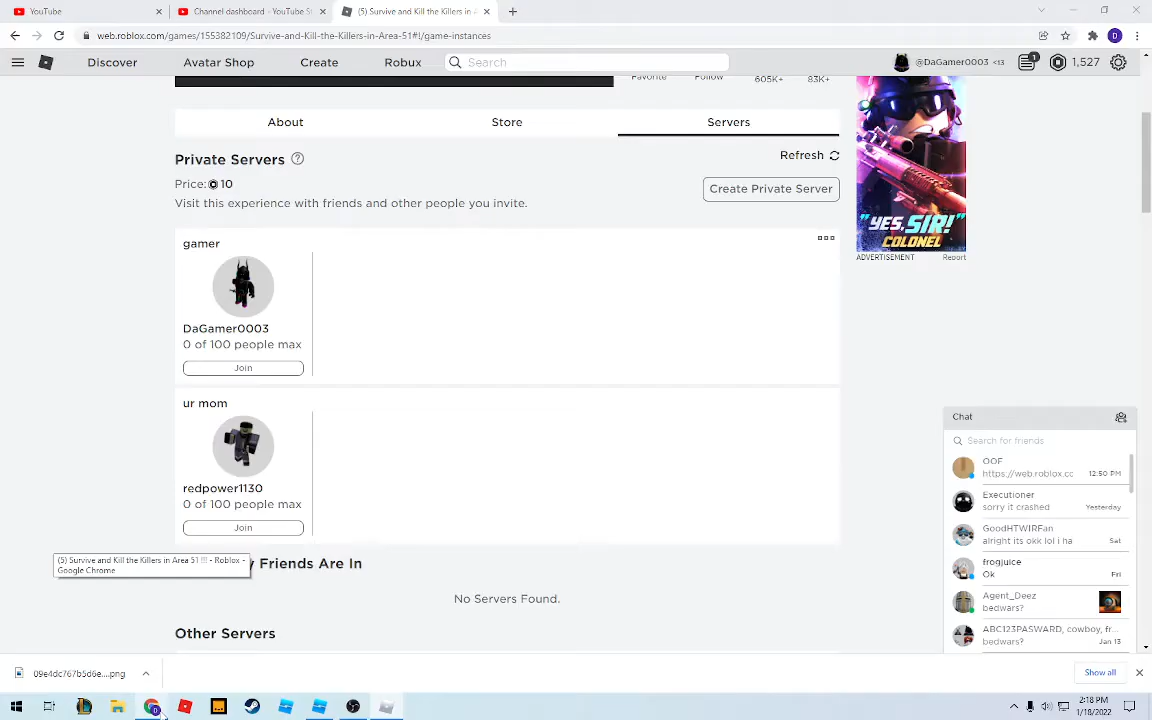 YouTube
Channel dashboard - YouTube S
(5) Survive and Kill the Killers in A
web.roblox.com/games/155382109/Survive-and-Kill-the-Killers-in-Area-51#!/game-instances
D
Discover
Avatar Shop
Create
Robux
Search
@DaGamer0003 <13
1
1,527
Favorite
Follow
605K+
83K+
About
Store
Servers
Private Servers
Refresh
Price: 10
Create Private Server
Visit this experience with friends and other people you invite.
"YES, SIR!"
COLONEL
ADVERTISEMENT
Report
gamer
DaGamer0003
0 of 100 people max
Join
ur mom
redpower1130
0 of 100 people max
Join
(5) Survive and Kill the Killers in Area 51 !!! - Roblox -
Google Chrome
y Friends Are In
No Servers Found.
Other Servers
Chat
Search for friends
OOF
https://web.roblox.cc 12:50 PM
Executioner
sorry it crashed Yesterday
GoodHTWIRFan
alright its okk lol i ha Sat
frogjuice
Ok Fri
Agent_Deez
bedwars?
ABC123PASWARD, cowboy, fr...
bedwars? Jan 13
09e4dc767b5d6e....png
Show all
2:18 PM
1/18/2022